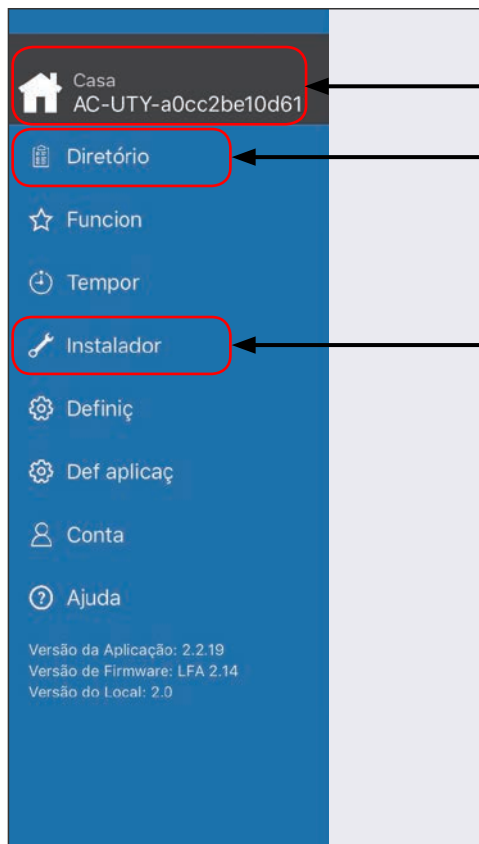 Casa
AC-UTY-a0cc2be10d61
Diretório
Funcion
Tempor
Instalador
Definiç
Def aplicaç
Conta
Ajuda
Versão da Aplicação: 2.2.19
Versão de Firmware: LFA 2.14
Versão do Local: 2.0